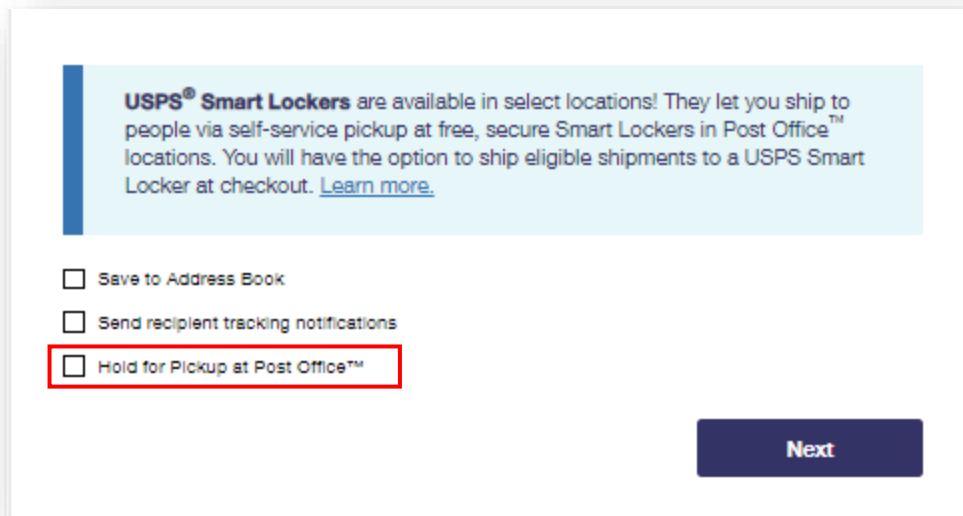 USPS® Smart Lockers are available in select locations! They let you ship to
people via self-service pickup at free, secure Smart Lockers in Post Office™
locations. You will have the option to ship eligible shipments to a USPS Smart
Locker at checkout. Learn more.
Save to Address Book
Send recipient tracking notifications
Hold for Pickup at Post Office™
Next